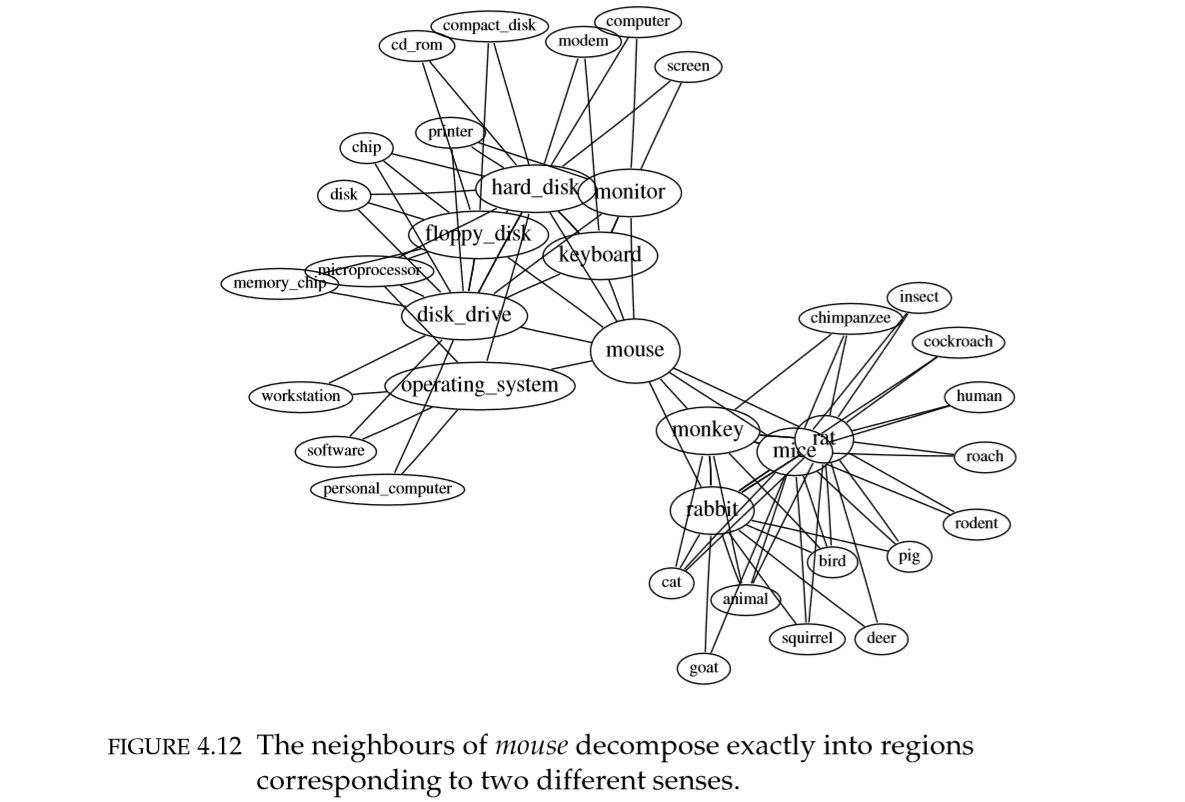 compact_disk
computer
cd_rom
modem
screen
printer
chip
hard_disk
monitor
disk
floppy_disk
keyboard
microprocessor
memory_chip
disk_drive
insect
chimpanzee
cockroach
mouse
operating_system
workstation
human
monkey
rat
mice
software
roach
personal_computer
rabbit
rodent
pig
bird
cat
animal
squirrel
deer
goat
FIGURE 4.12 The neighbours of mouse decompose exactly into regions
corresponding to two different senses.